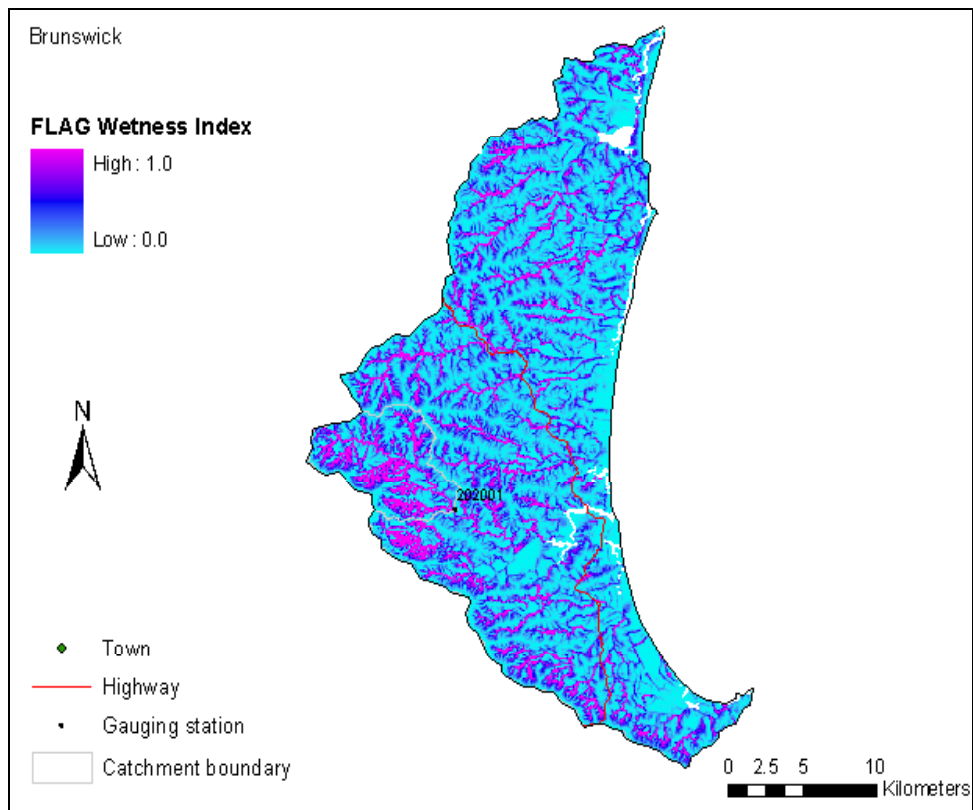 Brunswick
FLAG Wetness Index
High : 1.0
Low : 0.0
202001
N
Town
Highway
Gauging station
Catchment boundary
0 2.5 5 10
Kilometers